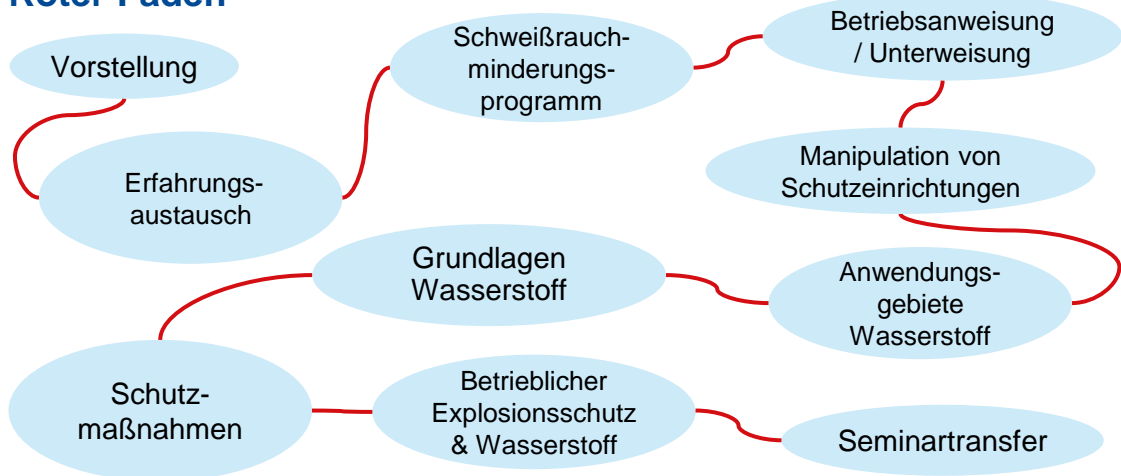 Roter Faden
Vorstellung
Erfahrungs-
austausch
Schweißrauch-
minderungs-
programm
Betriebsanweisung
/ Unterweisung
Manipulation von
Schutzeinrichtungen
Anwendungs-
gebiete
Wasserstoff
Grundlagen
Wasserstoff
Schutz-
maßnahmen
Betrieblicher
Explosionsschutz
& Wasserstoff
Seminartransfer